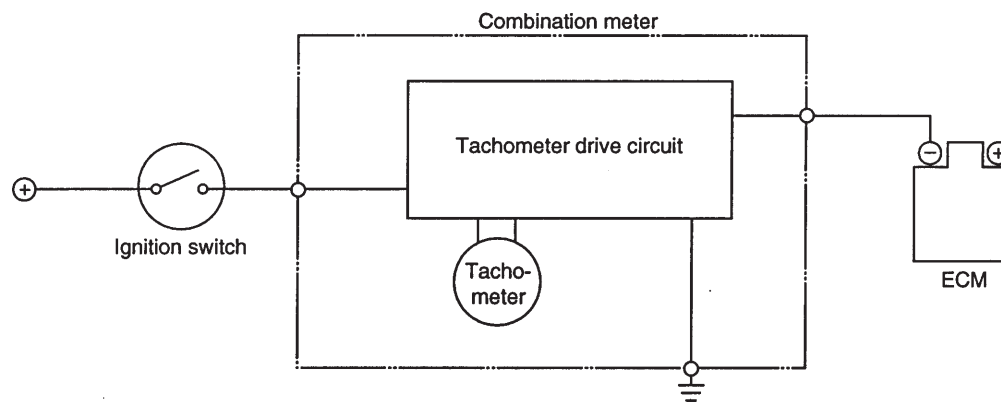 Combination meter
Tachometer drive circuit
Ignition switch
Tacho-
meter
ECM